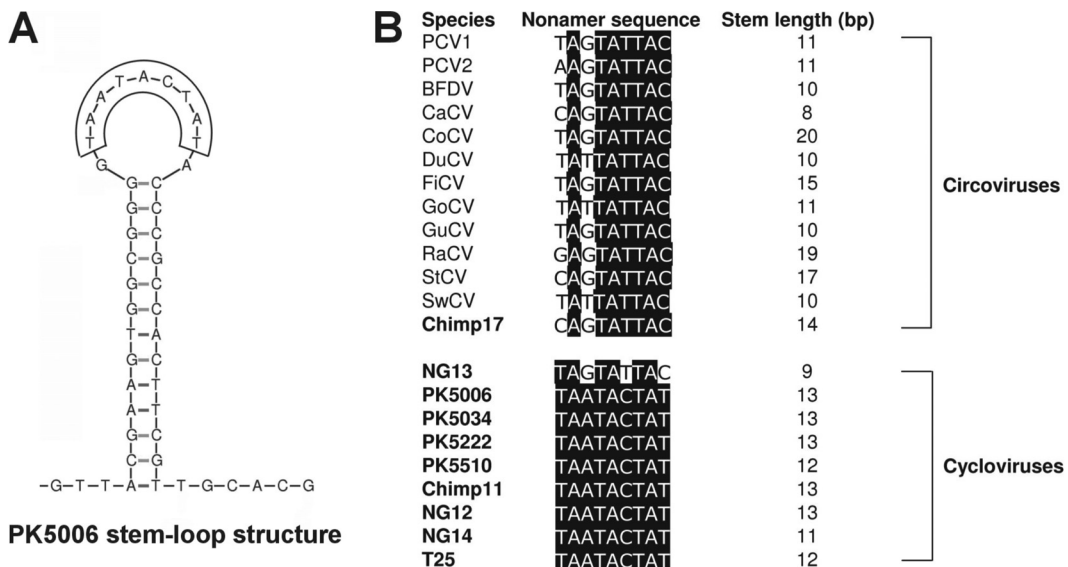 A
T A A T A C T A T
G A
G C
G C
G C
C G
G C
G C
T A
G C
A T
A T
G C
C G
-G-T-T-A-T-T-G-C-A-C-G
PK5006 stem-loop structure
B
Species Nonamer sequence Stem length (bp)
PCV1 TAGTATTAC 11
PCV2 AAGTATTAC 11
BFDV TAGTATTAC 10
CaCV CAGTATTAC 8
CoCV TAGTATTAC 20
DuCV TATTATTAC 10
FiCV TAGTATTAC 15
GoCV TATTATTAC 11
GuCV TAGTATTAC 10
RaCV GAGTATTAC 19
StCV CAGTATTAC 17
SwCV TATTATTAC 10
Chimp17 CAGTATTAC 14
Circoviruses
NG13 TAGTATTAC 9
PK5006 TAATACTAT 13
PK5034 TAATACTAT 13
PK5222 TAATACTAT 13
PK5510 TAATACTAT 12
Chimp11 TAATACTAT 13
NG12 TAATACTAT 13
NG14 TAATACTAT 11
T25 TAATACTAT 12
Cycloviruses